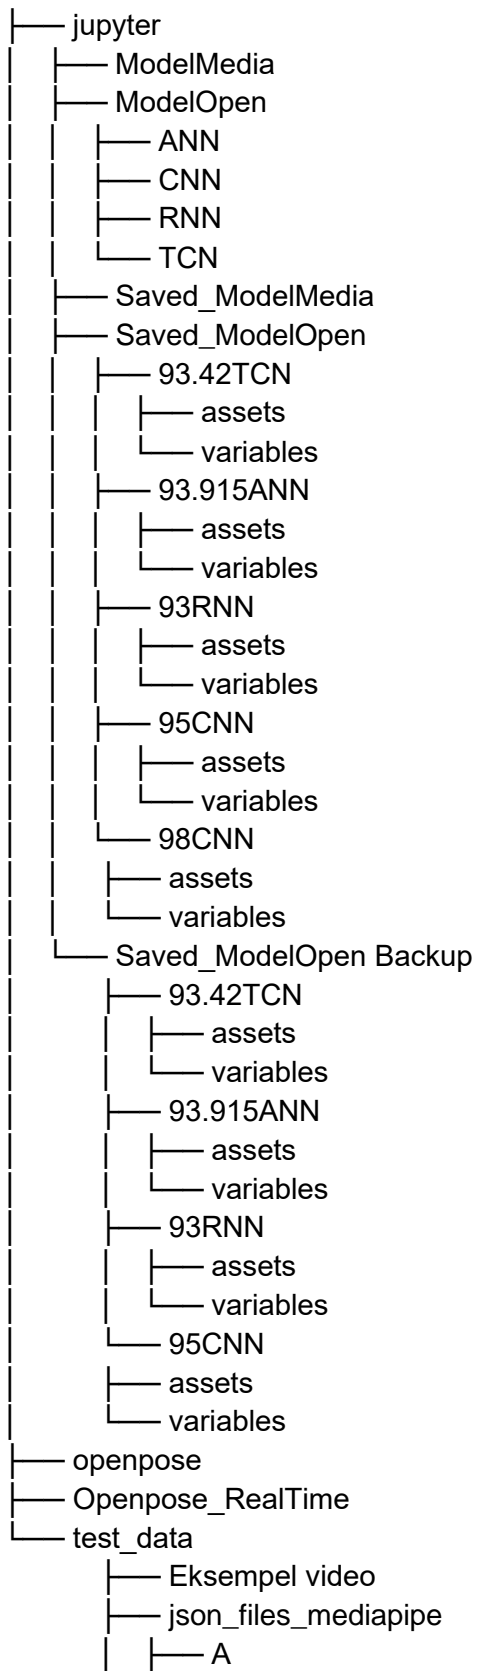 ├── jupyter
│   ├── ModelMedia
│   ├── ModelOpen
│   │   ├── ANN
│   │   ├── CNN
│   │   ├── RNN
│   │   └── TCN
│   ├── Saved_ModelMedia
│   ├── Saved_ModelOpen
│   │   ├── 93.42TCN
│   │   │   ├── assets
│   │   │   └── variables
│   │   ├── 93.915ANN
│   │   │   ├── assets
│   │   │   └── variables
│   │   ├── 93RNN
│   │   │   ├── assets
│   │   │   └── variables
│   │   ├── 95CNN
│   │   │   ├── assets
│   │   │   └── variables
│   │   └── 98CNN
│   │    ├── assets
│   │    └── variables
│   └── Saved_ModelOpen Backup
│        ├── 93.42TCN
│        │   ├── assets
│        │   └── variables
│        ├── 93.915ANN
│        │   ├── assets
│        │   └── variables
│        ├── 93RNN
│        │   ├── assets
│        │   └── variables
│        └── 95CNN
│        ├── assets
│        └── variables
├── openpose
├── Openpose_RealTime
└── test_data
         ├── Eksempel video
         ├── json_files_mediapipe
         │   ├── A